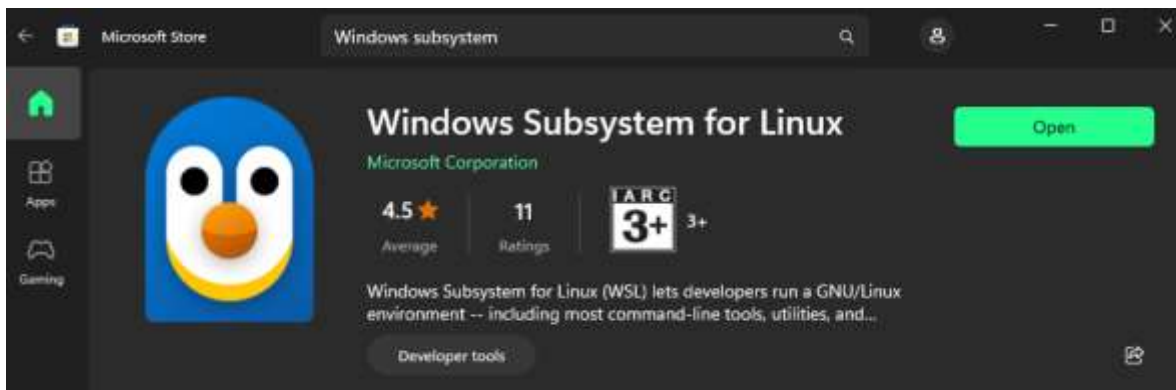 Microsoft Store
Windows subsystem
Windows Subsystem for Linux
Open
Microsoft Corporation
4.5
11
IARC
3+
3+
Average
Ratings
Apps
Gaming
Windows Subsystem for Linux (WSL) lets developers run a GNU/Linux
environment -- including most command-line tools, utilities, and...
Developer tools